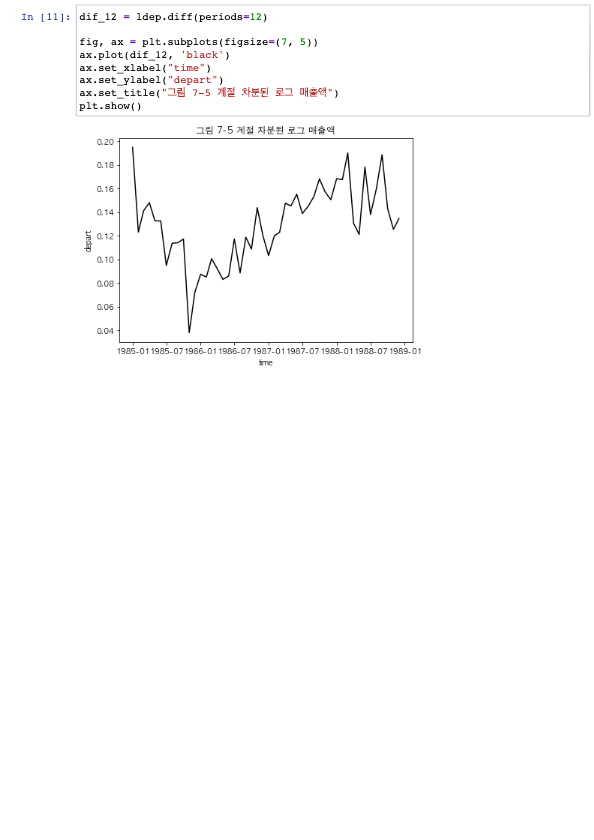 In [11]: dif_12 = ldep.diff(periods=12)
fig, ax = plt.subplots(figsize=(7, 5))
ax.plot(dif_12, 'black')
ax.set_xlabel("time")
ax.set_ylabel("depart")
ax.set_title("그림 7-5 계절 차분된 로그 매출액")
plt.show()
그림 7-5 계절 차분된 로그 매출액
0.20
0.18
0.16
0.14
0.12
0.10
0.08
0.06
0.04
depart
1985-01 1985-07 1986-01 1986-07 1987-01 1987-07 1988-01 1988-07 1989-01
time